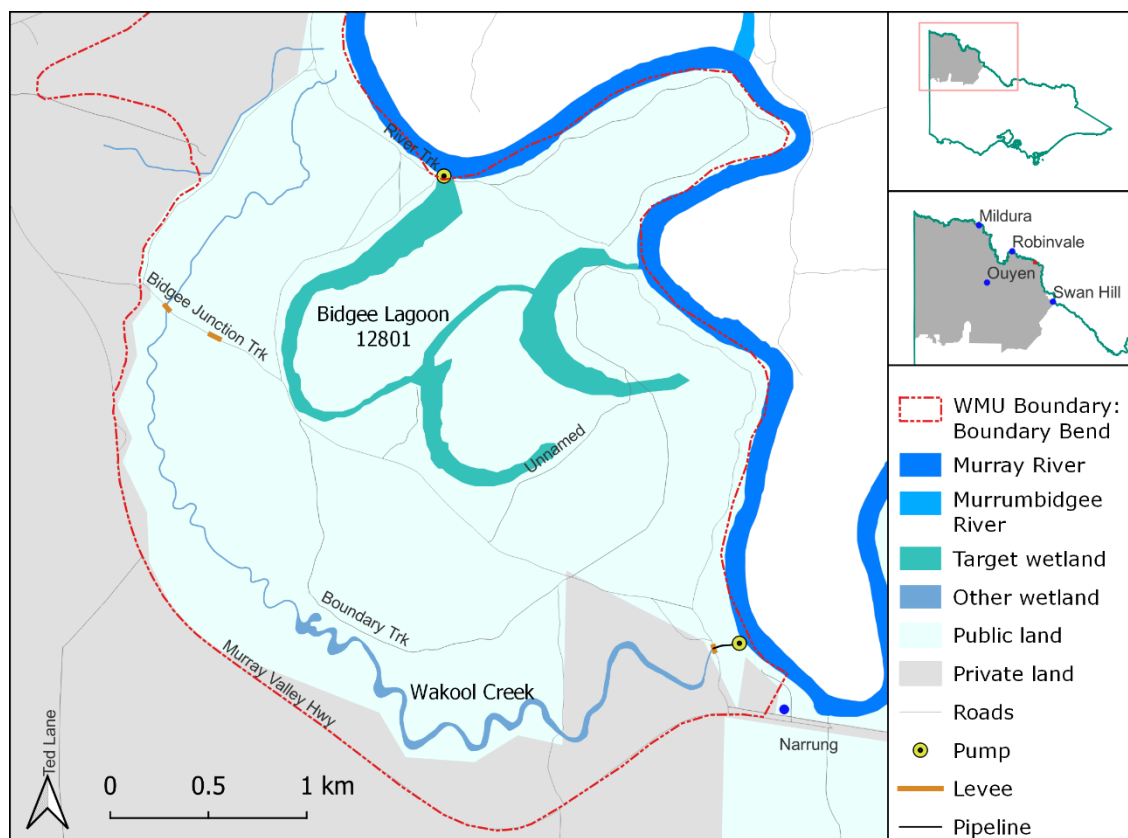 River Trk
Bidgee Junction Trk
Bidgee Lagoon
12801
Unnamed
Boundary Trk
Murray Valley Hwy
Wakool Creek
Narrung
Ted Lane
0 0.5 1 km
Mildura
Robinvale
Ouyen
Swan Hill
WMU Boundary:
Boundary Bend
Murray River
Murrumbidgee
River
Target wetland
Other wetland
Public land
Private land
Roads
Pump
Levee
Pipeline